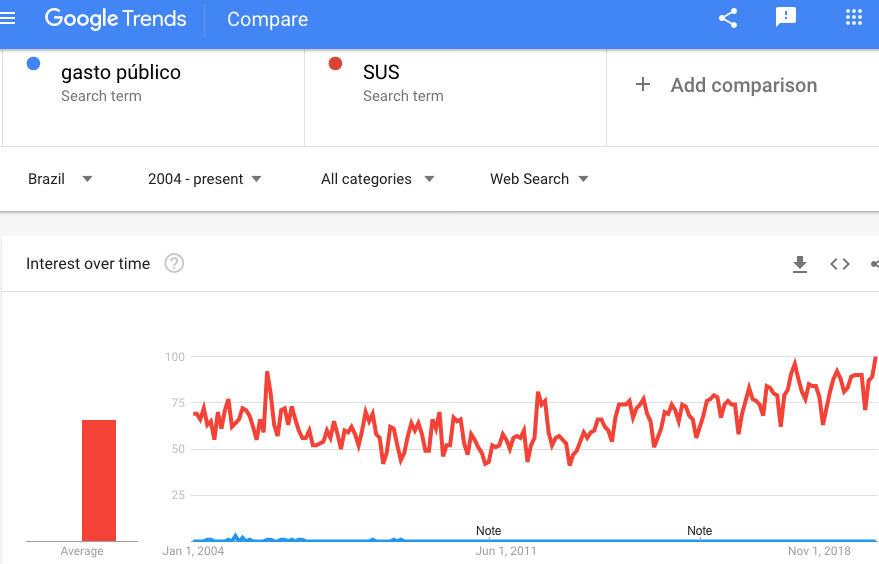 Google Trends Compare
gasto público SUS
Search term Search term
+ Add comparison
Brazil 2004 - present All categories Web Search
Interest over time ?
100
75
50
25
Note Note
Average Jan 1, 2004 Jun 1, 2011 Nov 1, 2018